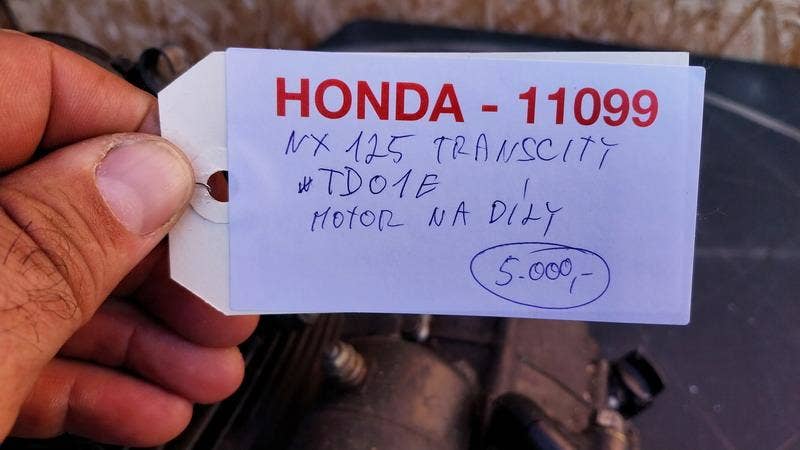 HONDA - 11099
NX 125 TRANSCITY
#TD01E
MOTOR NA DÍLY
5.000,-